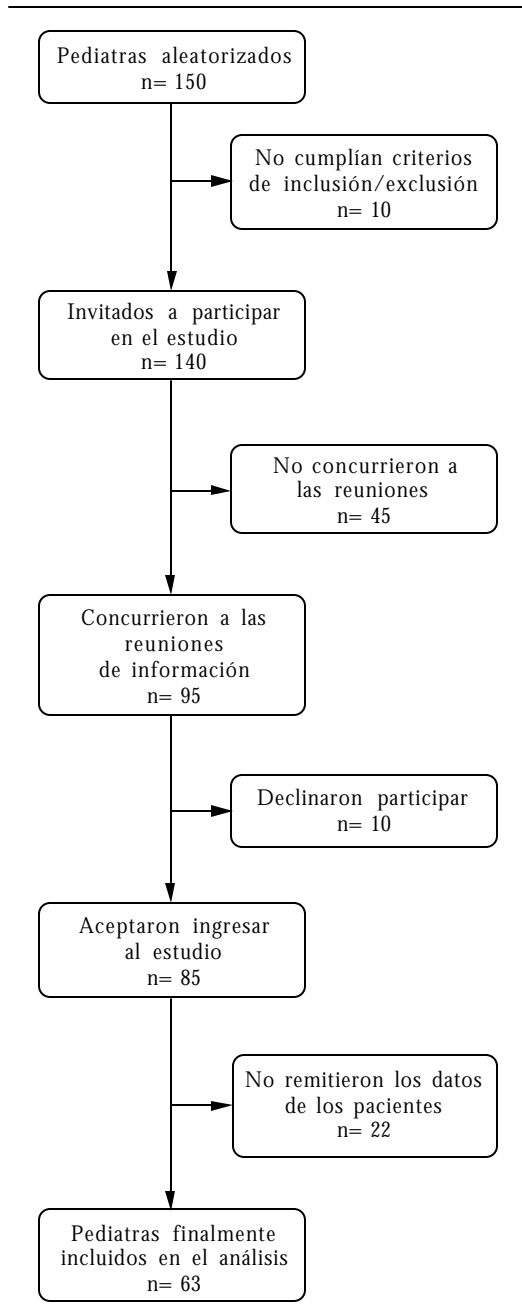 Pediatras aleatorizados
n= 150
No cumplían criterios
de inclusión/exclusión
n= 10
Invitados a participar
en el estudio
n= 140
No concurrieron a
las reuniones
n= 45
Concurrieron a las
reuniones
de información
n= 95
Declinaron participar
n= 10
Aceptaron ingresar
al estudio
n= 85
No remitieron los datos
de los pacientes
n= 22
Pediatras finalmente
incluidos en el análisis
n= 63